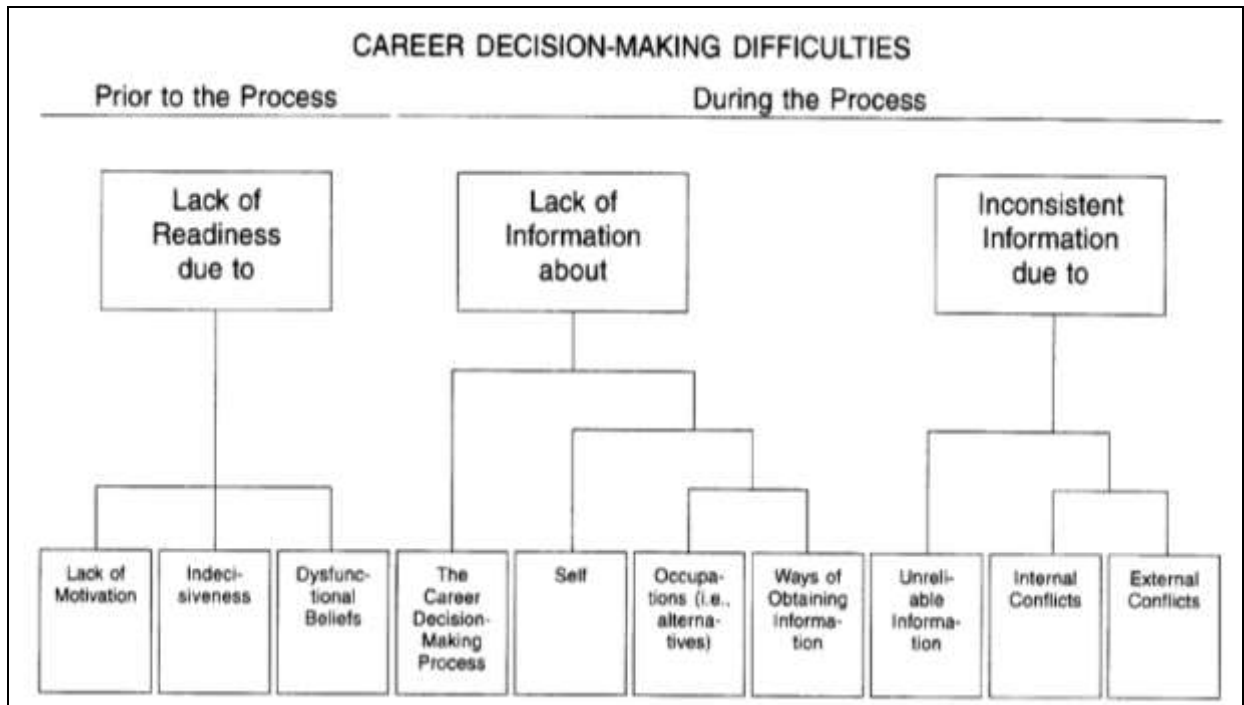 CAREER DECISION-MAKING DIFFICULTIES
Prior to the Process
During the Process
Lack of
Readiness
due to
Lack of
Information
about
Inconsistent
Information
due to
Lack of
Motivation
Indeci-
siveness
Dysfunc-
tional
Beliefs
The
Career
Decision-
Making
Process
Self
Occupa-
tions (i.e.,
alterna-
tives)
Ways of
Obtaining
Informa-
tion
Unreli-
able
Informa-
tion
Internal
Conflicts
External
Conflicts